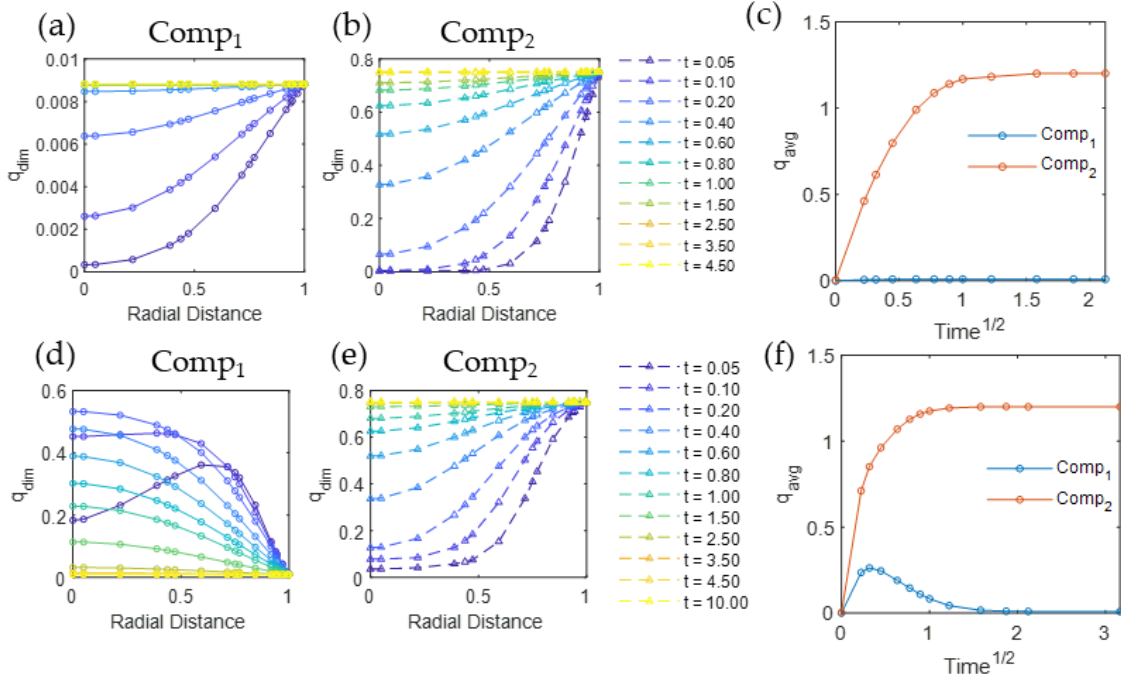 (a) Comp1
(b) Comp2
(c)
0.01
0.008
0.006
0.004
0.002
0
q_dim
0 0.5 1
Radial Distance
0.8
0.6
0.4
0.2
0
q_dim
0 0.5 1
Radial Distance
t = 0.05
t = 0.10
t = 0.20
t = 0.40
t = 0.60
t = 0.80
t = 1.00
t = 1.50
t = 2.50
t = 3.50
t = 4.50
1.5
1
0.5
0
q_avg
Comp1
Comp2
0 0.5 1 1.5 2
Time^1/2
(d) Comp1
(e) Comp2
(f)
0.6
0.4
0.2
0
q_dim
0 0.5 1
Radial Distance
0.8
0.6
0.4
0.2
0
q_dim
0 0.5 1
Radial Distance
t = 0.05
t = 0.10
t = 0.20
t = 0.40
t = 0.60
t = 0.80
t = 1.00
t = 1.50
t = 2.50
t = 3.50
t = 4.50
t = 10.00
1.5
1
0.5
0
q_avg
Comp1
Comp2
0 1 2 3
Time^1/2